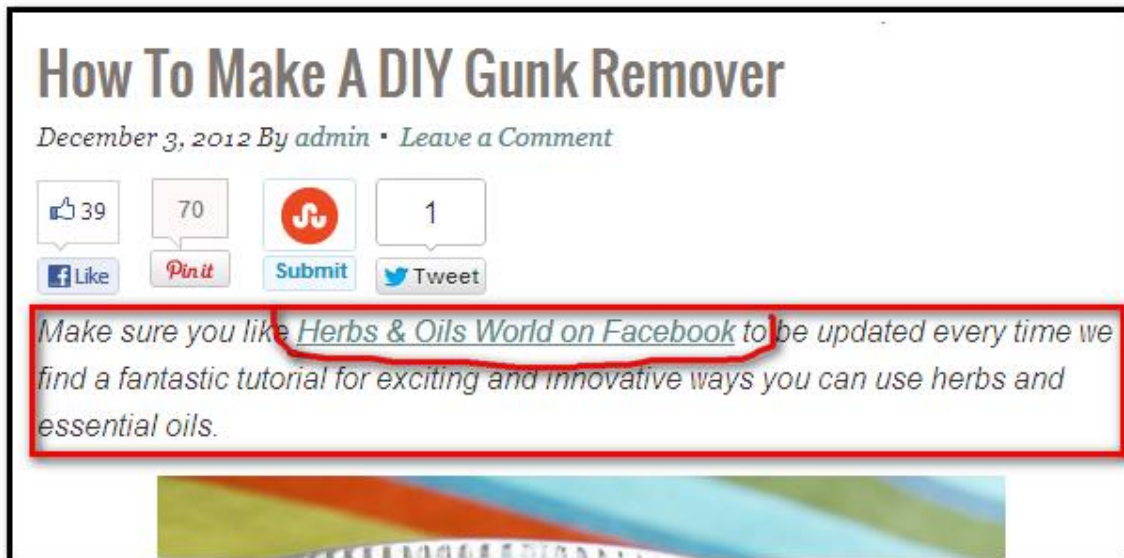 How To Make A DIY Gunk Remover
December 3, 2012 By admin • Leave a Comment
39 70 1
Like Pin it Submit Tweet
Make sure you like Herbs & Oils World on Facebook to be updated every time we
find a fantastic tutorial for exciting and innovative ways you can use herbs and
essential oils.